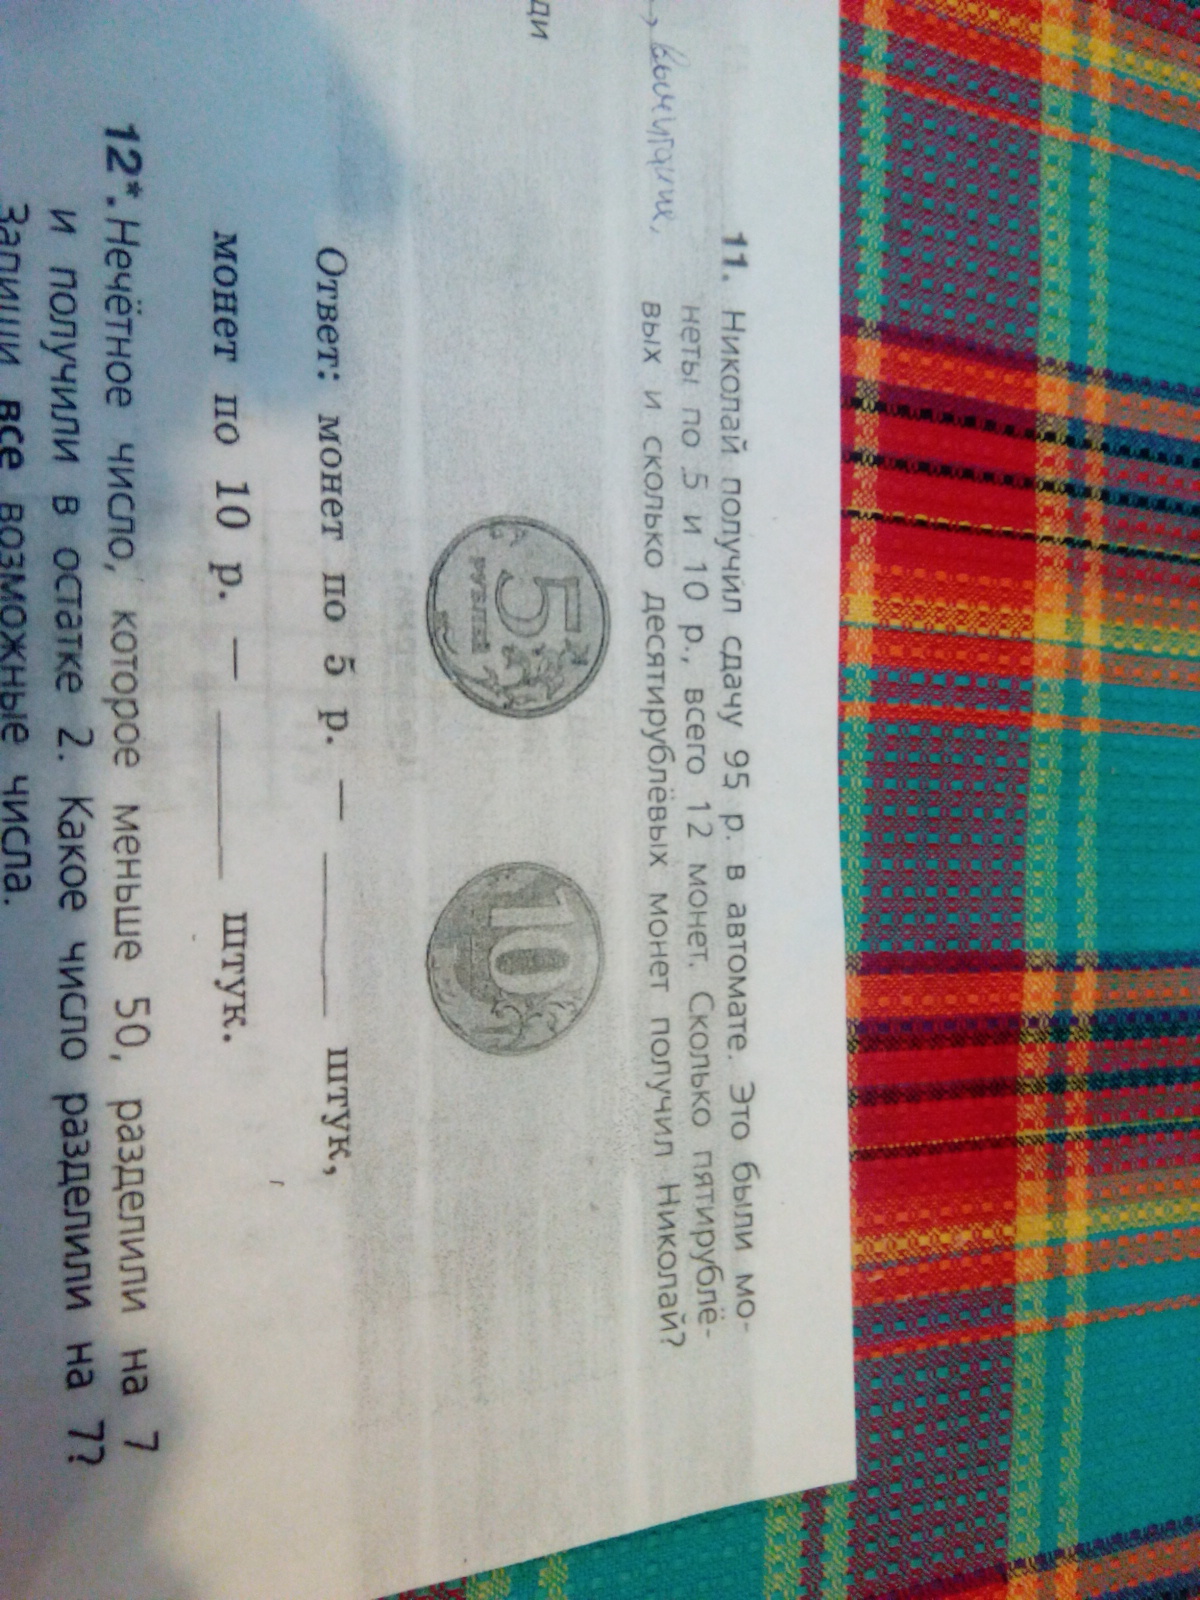 ди
→ вычитание,
11. Николай получил сдачу 95 р. в автомате. Это были мо-
неты по 5 и 10 р., всего 12 монет. Сколько пятирублё-
вых и сколько десятирублёвых монет получил Николай?
5
РУБЛЕЙ
10
Ответ: монет по 5 р. — ______ штук,
монет по 10 р. — ______ штук.
12*. Нечётное число, которое меньше 50, разделили на 7
и получили в остатке 2. Какое число разделили на 7?
Запиши все возможные числа.